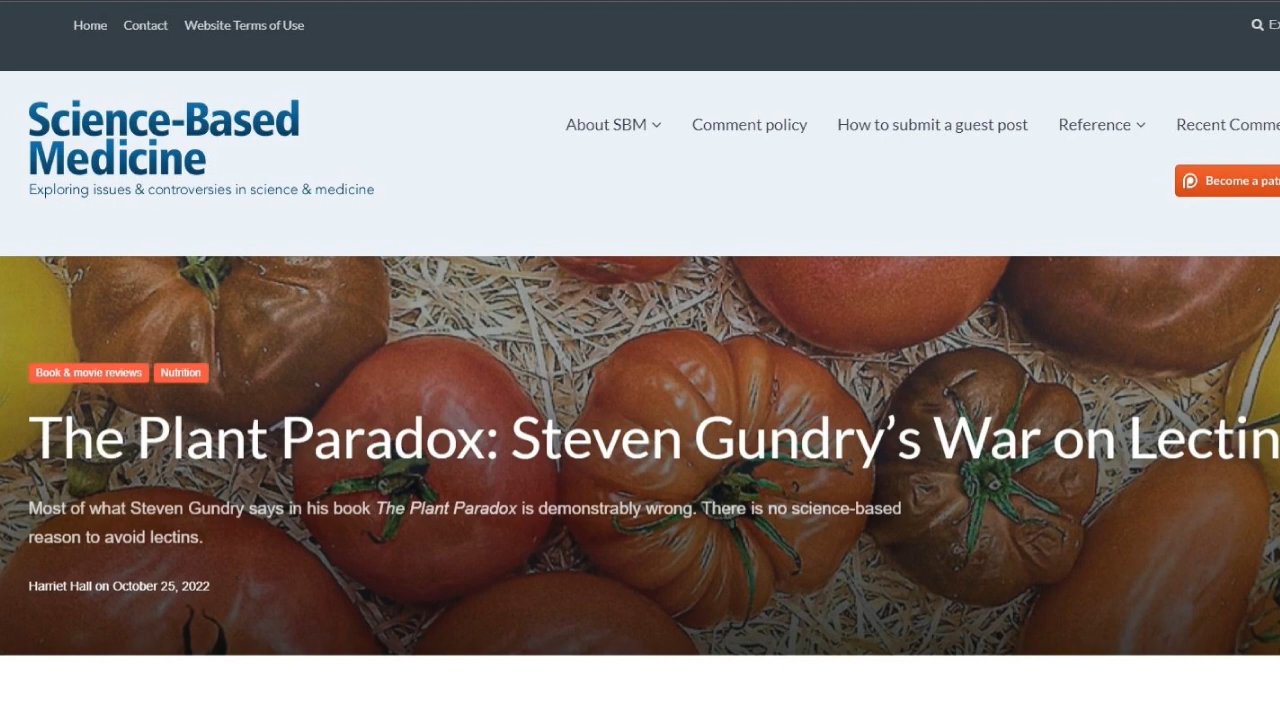 Home Contact Website Terms of Use
Science-Based
Medicine
Exploring issues & controversies in science & medicine
About SBM Comment policy How to submit a guest post Reference Recent
Become a
Book & movie reviews Nutrition
The Plant Paradox: Steven Gundry’s War on
Most of what Steven Gundry says in his book The Plant Paradox is demonstrably wrong. There is no science-based
reason to avoid lectins.
Harriet Hall on October 25, 2022